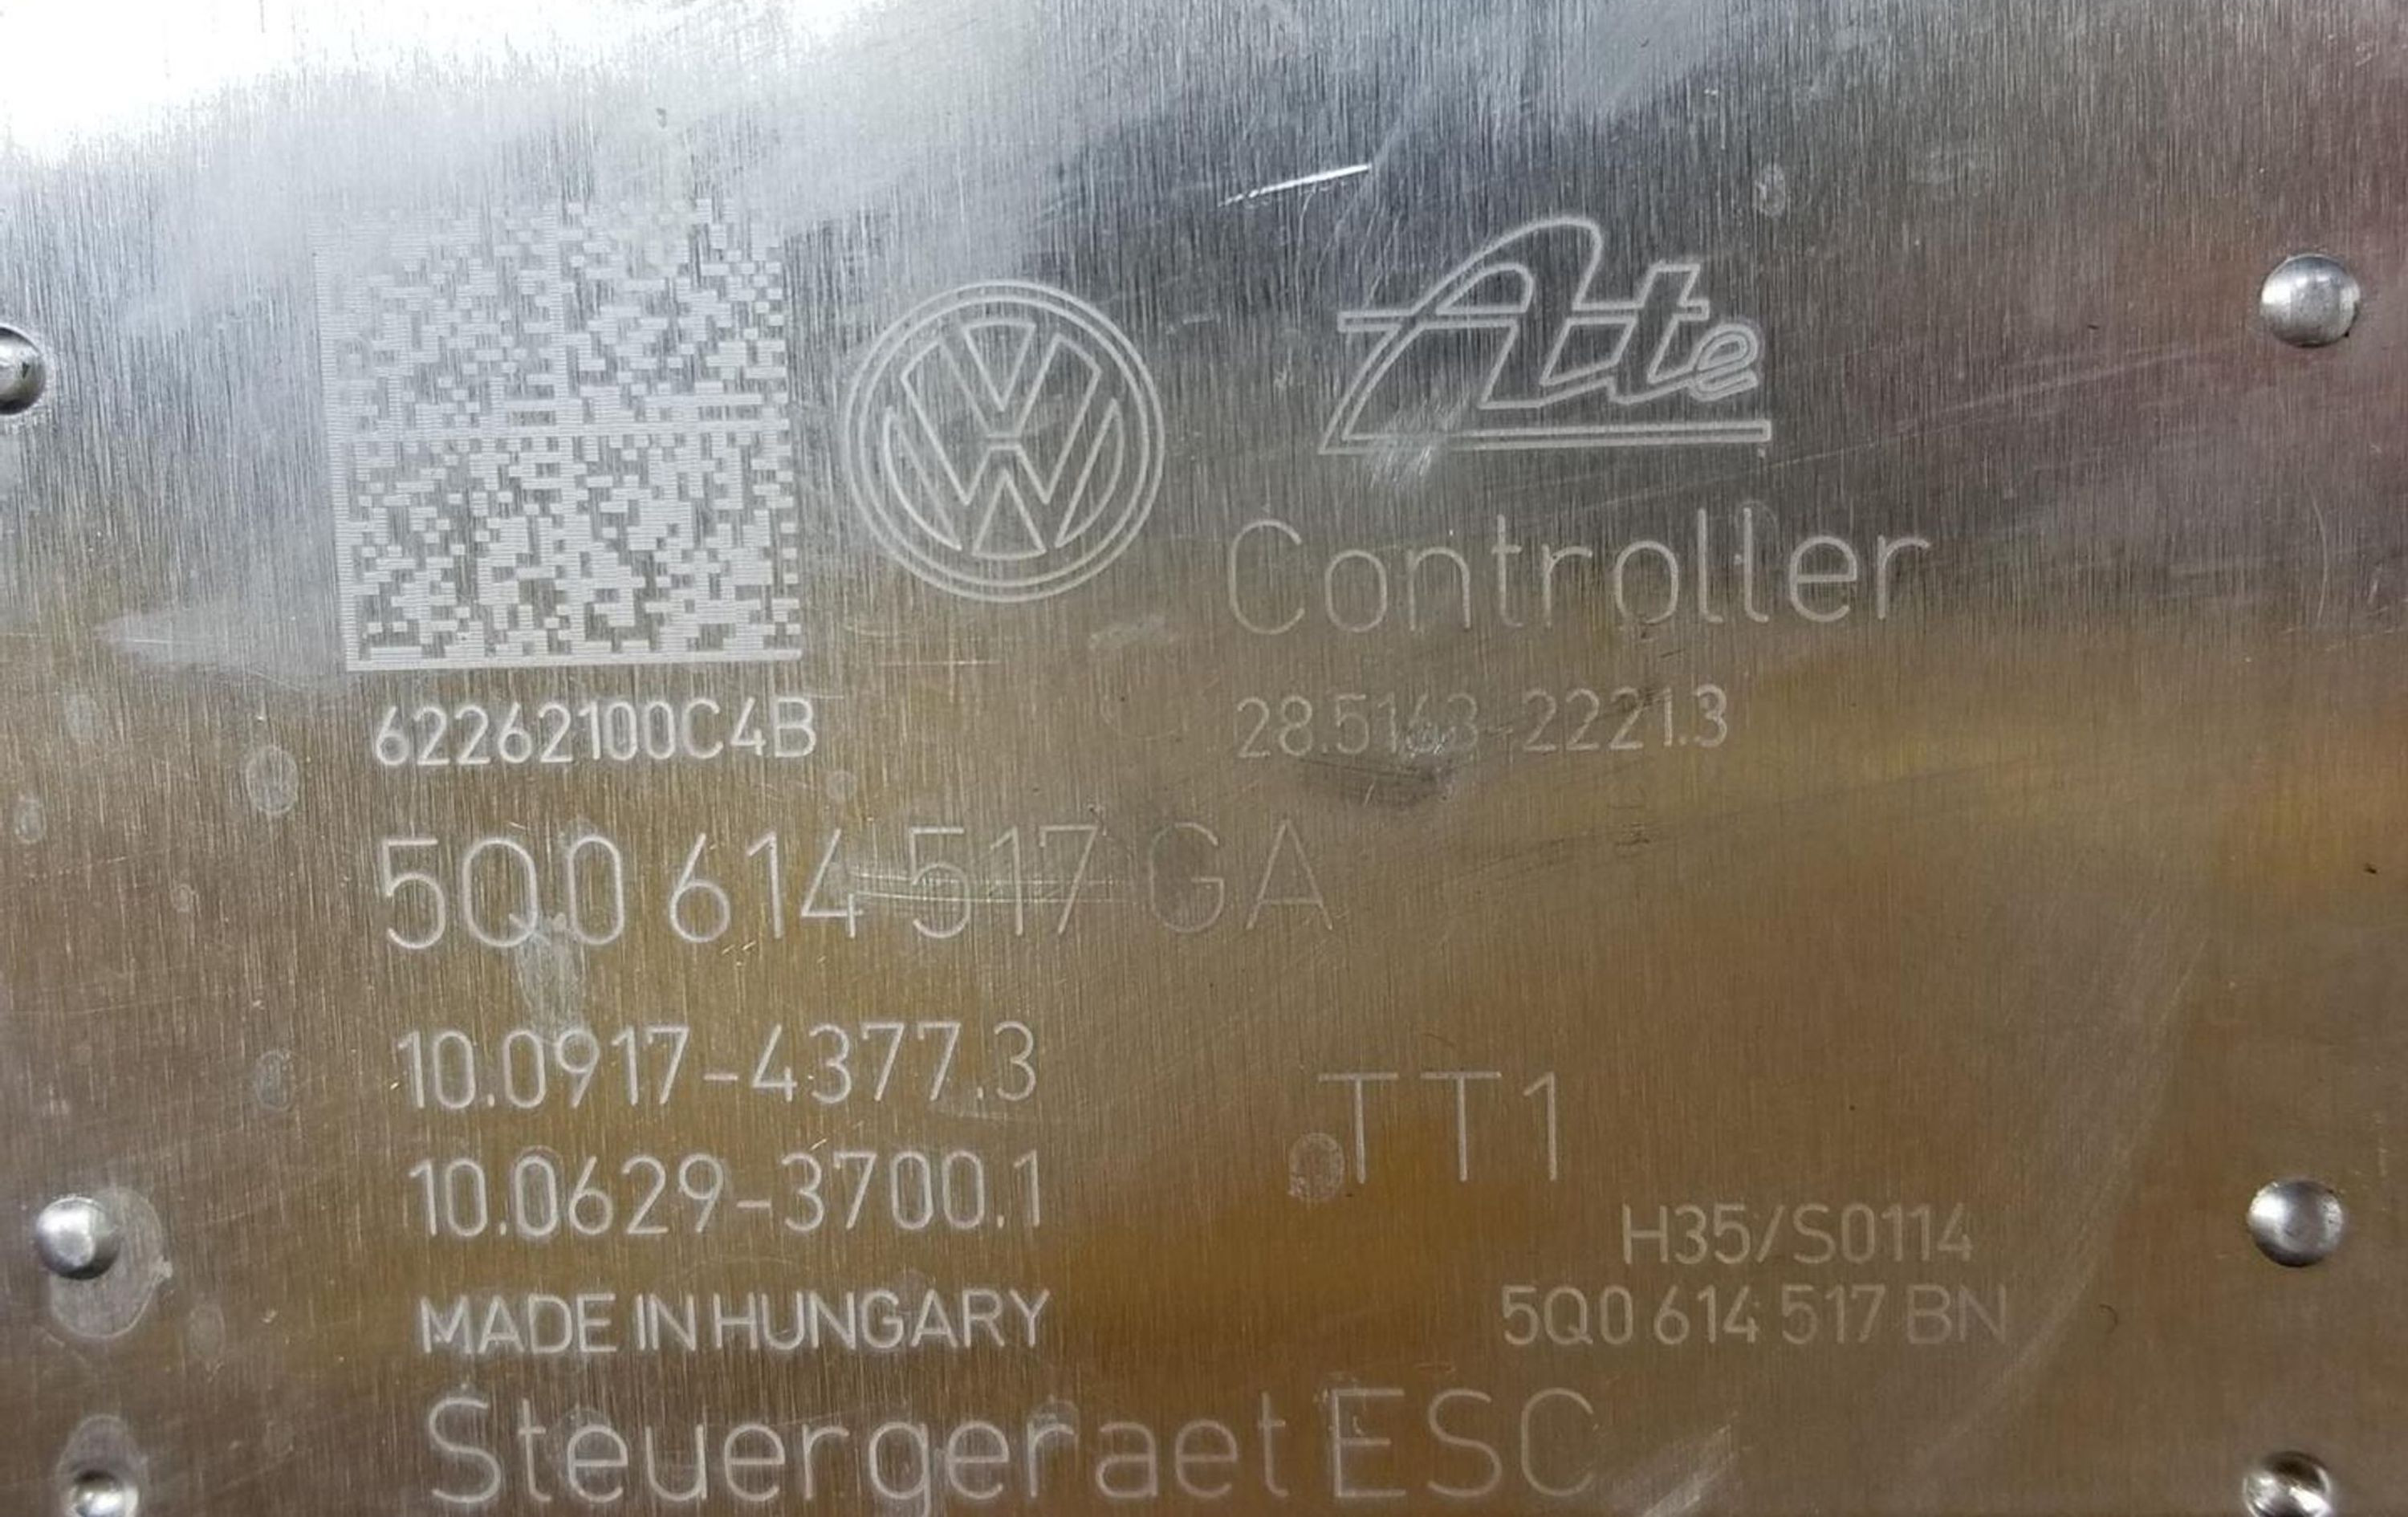 Ate
Controller
62262100C4B
28.5163-2221.3
5Q0 614 517 GA
10.0917-4377.3
TT1
10.0629-3700.1
H35/S0114
5Q0 614 517 BN
MADE IN HUNGARY
Steuergeraet ESC